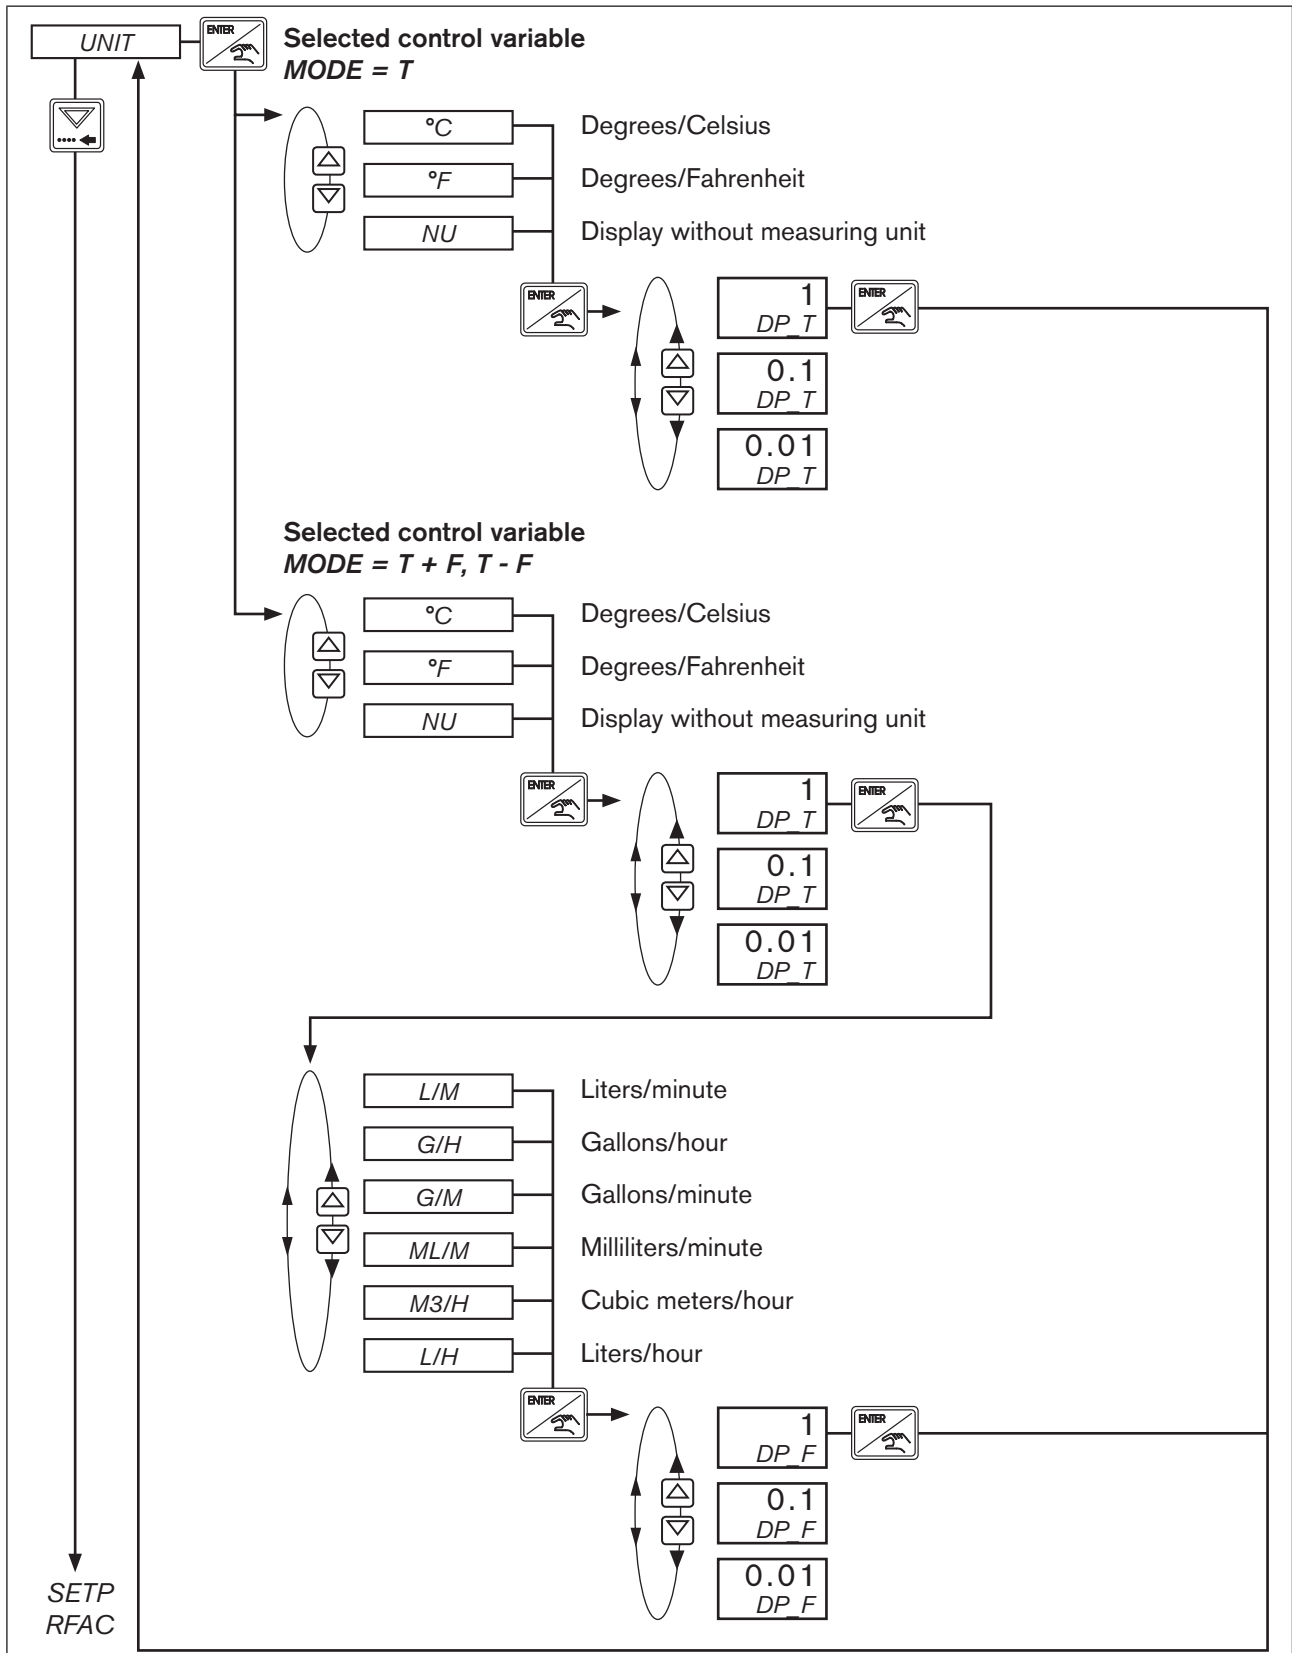 UNIT
ENTER
Selected control variable
MODE = T
°C
Degrees/Celsius
°F
Degrees/Fahrenheit
NU
Display without measuring unit
ENTER
1
DP_T
ENTER
0.1
DP_T
0.01
DP_T
Selected control variable
MODE = T + F, T - F
°C
Degrees/Celsius
°F
Degrees/Fahrenheit
NU
Display without measuring unit
ENTER
1
DP_T
ENTER
0.1
DP_T
0.01
DP_T
L/M
Liters/minute
G/H
Gallons/hour
G/M
Gallons/minute
ML/M
Milliliters/minute
M3/H
Cubic meters/hour
L/H
Liters/hour
ENTER
1
DP_F
ENTER
0.1
DP_F
0.01
DP_F
SETP
RFAC